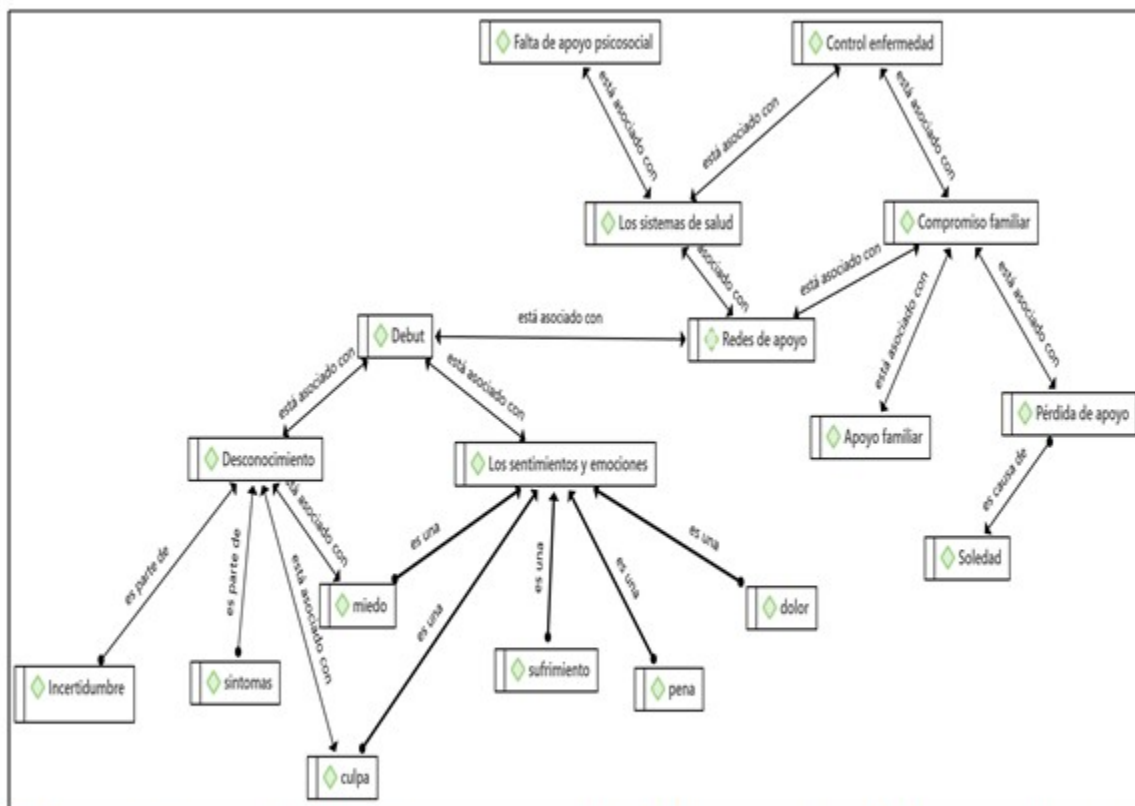 Falta de apoyo psicosocial
Control enfermedad
está asociado con
está asociado con
está asociado con
Los sistemas de salud
Compromiso familiar
asociado con
está asociado con
está asociado con
está asociado con
está asociado con
Debut
Redes de apoyo
está asociado con
está asociado con
Apoyo familiar
Pérdida de apoyo
Desconocimiento
Los sentimientos y emociones
es causa de
está asociado con
es una
es una
es una
es una
es una
es parte de
es parte de
está asociado con
Soledad
miedo
dolor
Incertidumbre
sintomas
sufrimiento
pena
culpa